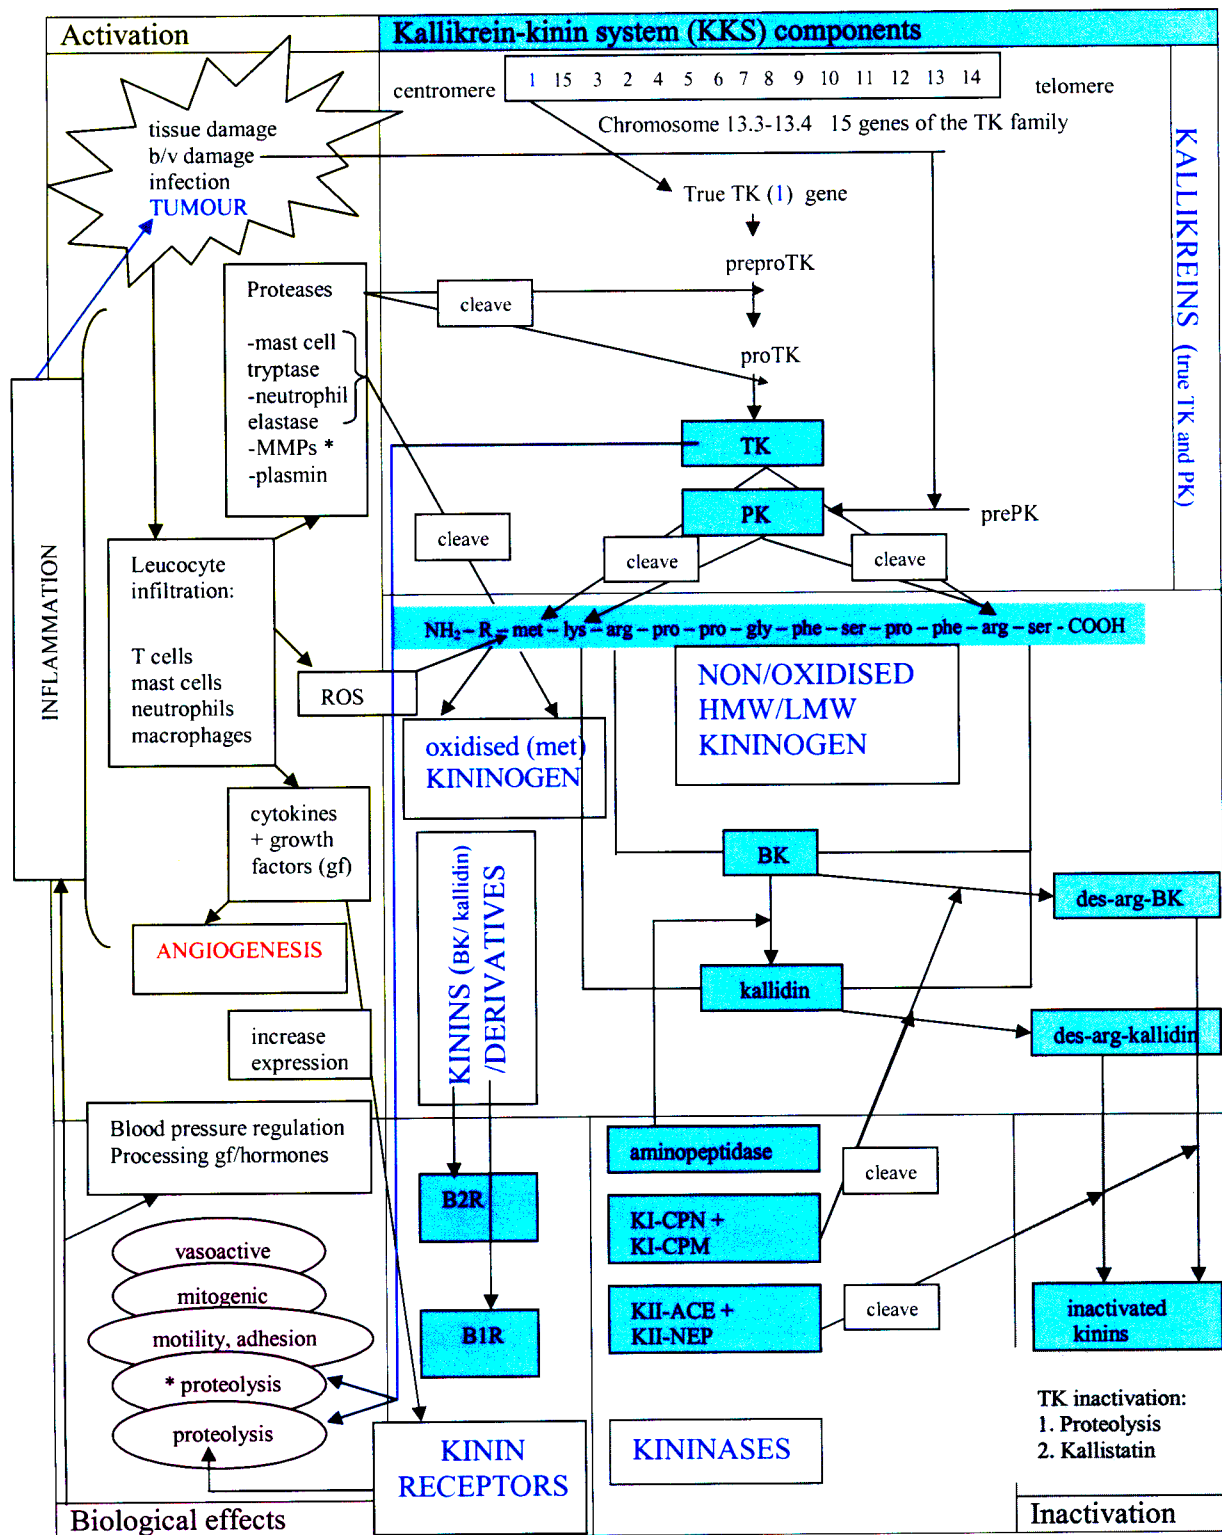 Activation
Kallikrein-kinin system (KKS) components
centromere
1 15 3 2 4 5 6 7 8 9 10 11 12 13 14
telomere
Chromosome 13.3-13.4 15 genes of the TK family
tissue damage
b/v damage
infection
TUMOUR
True TK (1) gene
preproTK
proTK
TK
PK
prePK
KALLIKREINS (true TK and PK)
Proteases
-mast cell
tryptase
-neutrophil
elastase
-MMPs *
-plasmin
cleave
cleave
cleave
cleave
INFLAMMATION
Leucocyte
infiltration:
T cells
mast cells
neutrophils
macrophages
ROS
NH₂ – R – met – lys – arg – pro – pro – gly – phe – ser – pro – phe – arg – ser - COOH
oxidised (met)
KININOGEN
NON/OXIDISED
HMW/LMW
KININOGEN
cytokines
+ growth
factors (gf)
ANGIOGENESIS
increase
expression
KININS (BK/ kallidin)
/DERIVATIVES
BK
des-arg-BK
kallidin
des-arg-kallidin
Blood pressure regulation
Processing gf/hormones
vasoactive
mitogenic
motility, adhesion
* proteolysis
proteolysis
B2R
B1R
KININ
RECEPTORS
aminopeptidase
KI-CPN +
KI-CPM
KII-ACE +
KII-NEP
cleave
cleave
KININASES
inactivated
kinins
TK inactivation:
1. Proteolysis
2. Kallistatin
Biological effects
Inactivation